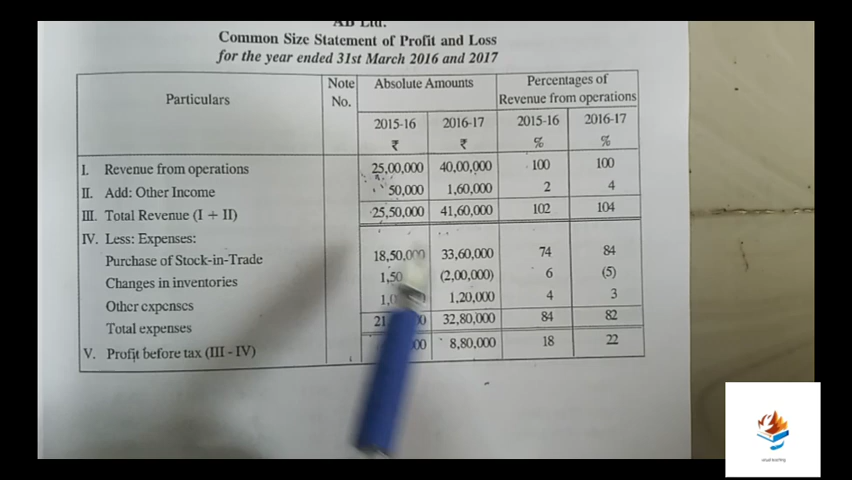 AB Ltd.
Common Size Statement of Profit and Loss
for the year ended 31st March 2016 and 2017
Particulars Note No. Absolute Amounts Percentages of Revenue from operations
2015-16 2016-17 2015-16 2016-17
₹ ₹ % %
I. Revenue from operations 25,00,000 40,00,000 100 100
II. Add: Other Income 50,000 1,60,000 2 4
III. Total Revenue (I + II) 25,50,000 41,60,000 102 104
IV. Less: Expenses:
Purchase of Stock-in-Trade 18,50,000 33,60,000 74 84
Changes in inventories (2,00,000) 6 (5)
Other expenses 1,20,000 4 3
Total expenses 32,80,000 84 82
V. Profit before tax (III - IV) 8,80,000 18 22